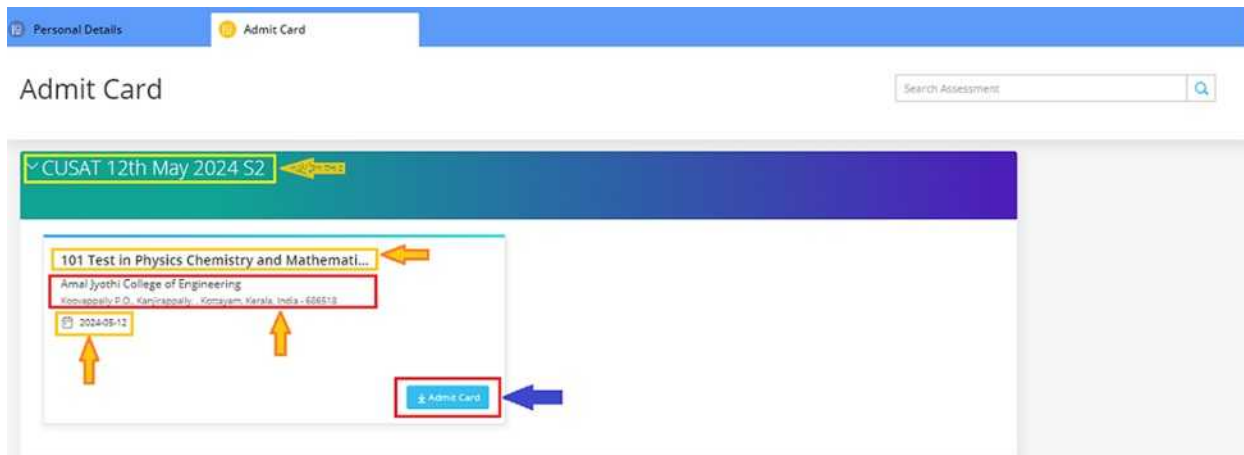 Personal Details
Admit Card
Admit Card
Search Assessment
CUSAT 12th May 2024 S2
101 Test in Physics Chemistry and Mathemati...
Amal Jyothi College of Engineering
Koovappally P.O., Kanjirappally, , Kottayam, Kerala, India - 686518
2024-05-12
Admit Card